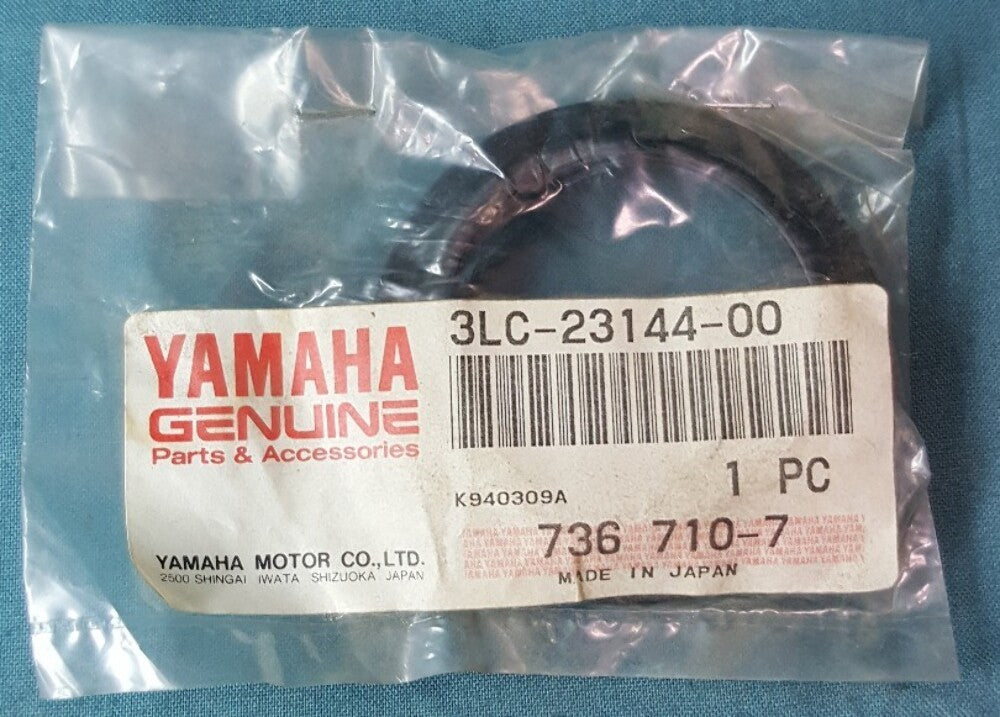 YAMAHA
GENUINE
Parts & Accessories
YAMAHA MOTOR CO.,LTD.
2500 SHINGAI IWATA SHIZUOKA JAPAN
3LC-23144-00
1 PC
K940309A
736 710-7
MADE IN JAPAN